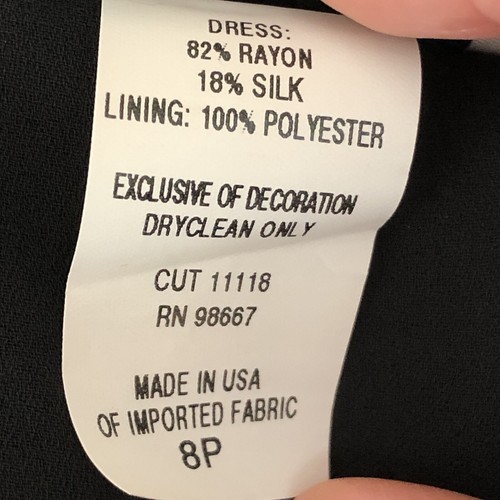 DRESS:
82% RAYON
18% SILK
LINING: 100% POLYESTER
EXCLUSIVE OF DECORATION
DRYCLEAN ONLY
CUT 11118
RN 98667
MADE IN USA
OF IMPORTED FABRIC
8P